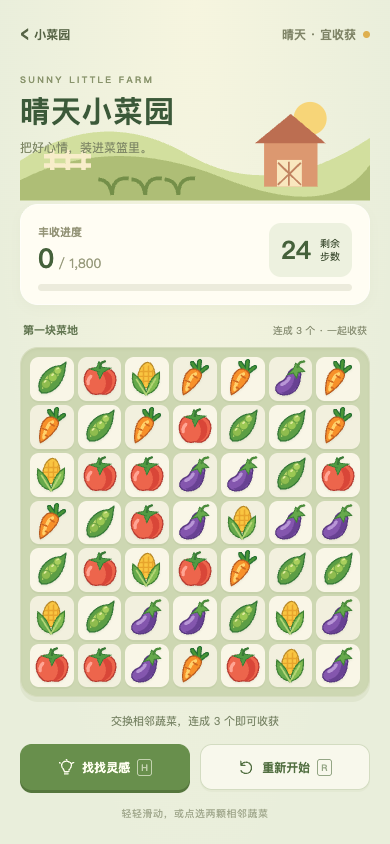 小菜园
晴天 · 宜收获
SUNNY LITTLE FARM
晴天小菜园
把好心情，装进菜篮里。
丰收进度
0 / 1,800
24 剩余步数
第一块菜地
连成 3 个 · 一起收获
交换相邻蔬菜，连成 3 个即可收获
找找灵感 H
重新开始 R
轻轻滑动，或点选两颗相邻蔬菜